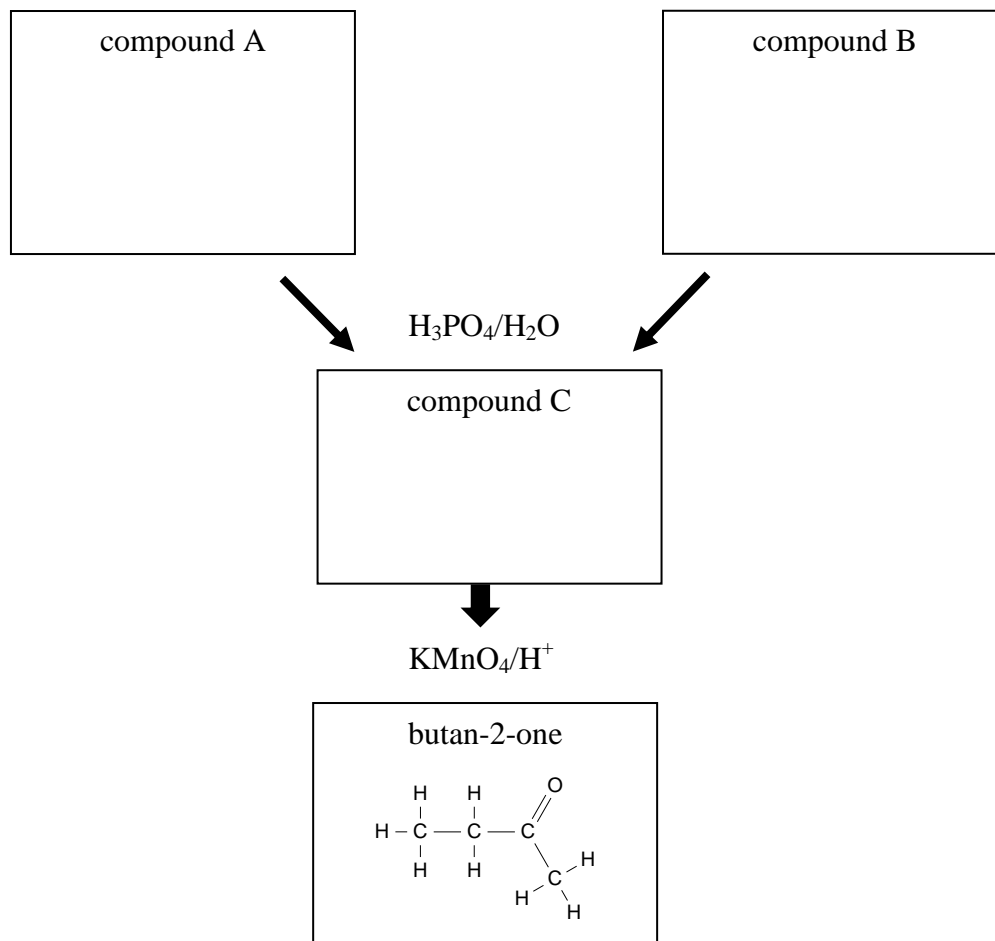 compound A
compound B
H₃PO₄/H₂O
compound C
KMnO₄/H⁺
butan-2-one
O
H H
H C C C
H H C H
H H